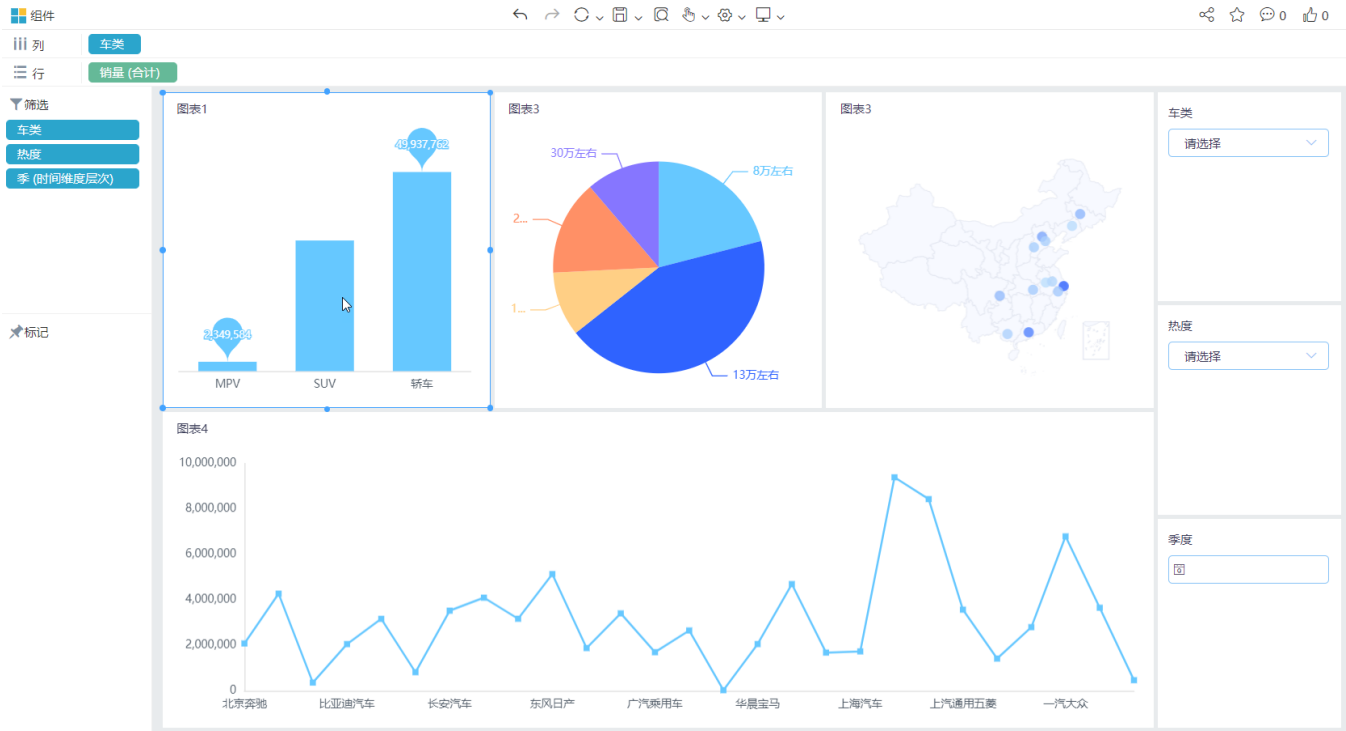 组件
0
0
列
车类
行
销量 (合计)
筛选
车类
热度
季 (时间维度层次)
标记
图表1
2,349,584
49,937,762
MPV
SUV
轿车
图表3
30万左右
8万左右
2...
1...
13万左右
图表3
车类
请选择
热度
请选择
季度
图表4
10,000,000
8,000,000
6,000,000
4,000,000
2,000,000
0
北京奔驰
比亚迪汽车
长安汽车
东风日产
广汽乘用车
华晨宝马
上海汽车
上汽通用五菱
一汽大众